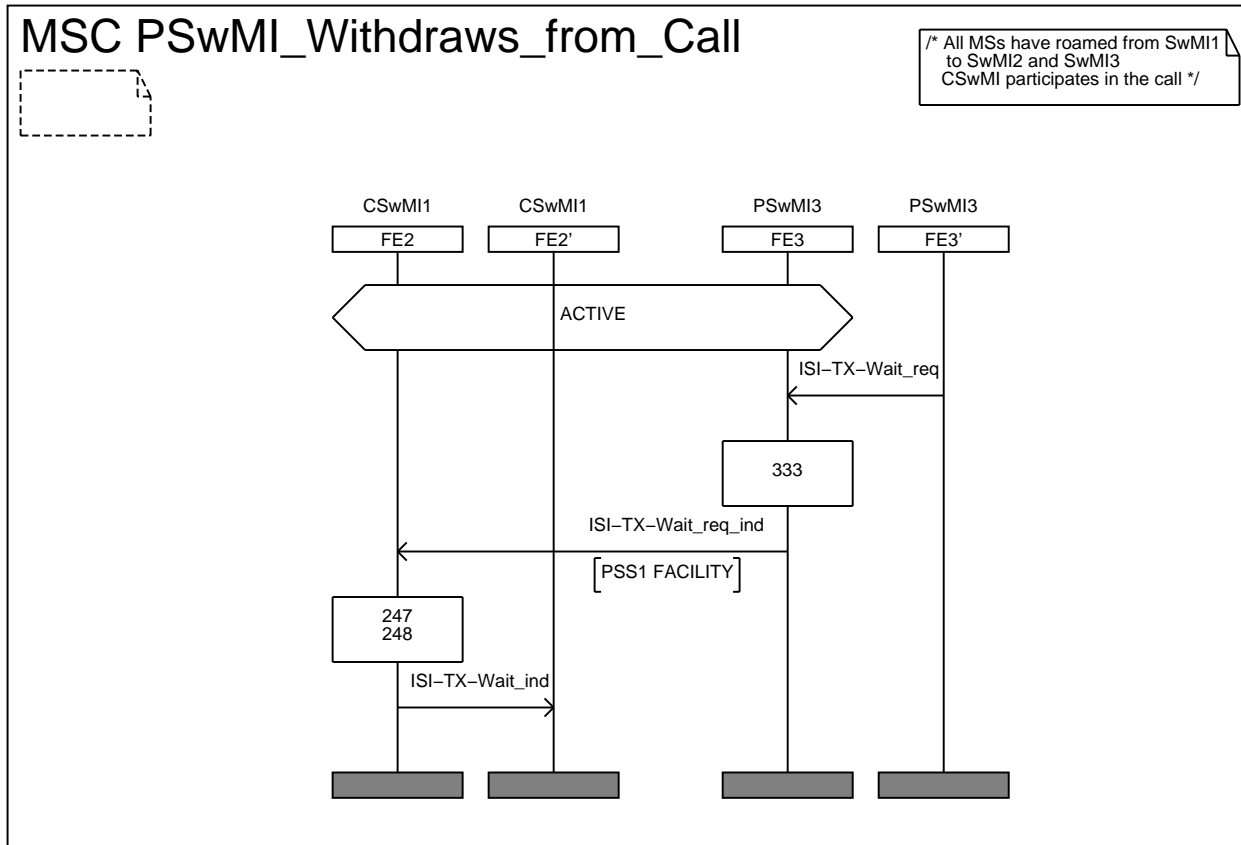 MSC PSwMI_Withdraws_from_Call
/* All MSs have roamed from SwMI1
to SwMI2 and SwMI3
CSwMI participates in the call */
CSwMI1
CSwMI1
PSwMI3
PSwMI3
FE2
FE2'
FE3
FE3'
ACTIVE
ISI−TX−Wait_req
333
ISI−TX−Wait_req_ind
PSS1 FACILITY
247
248
ISI−TX−Wait_ind